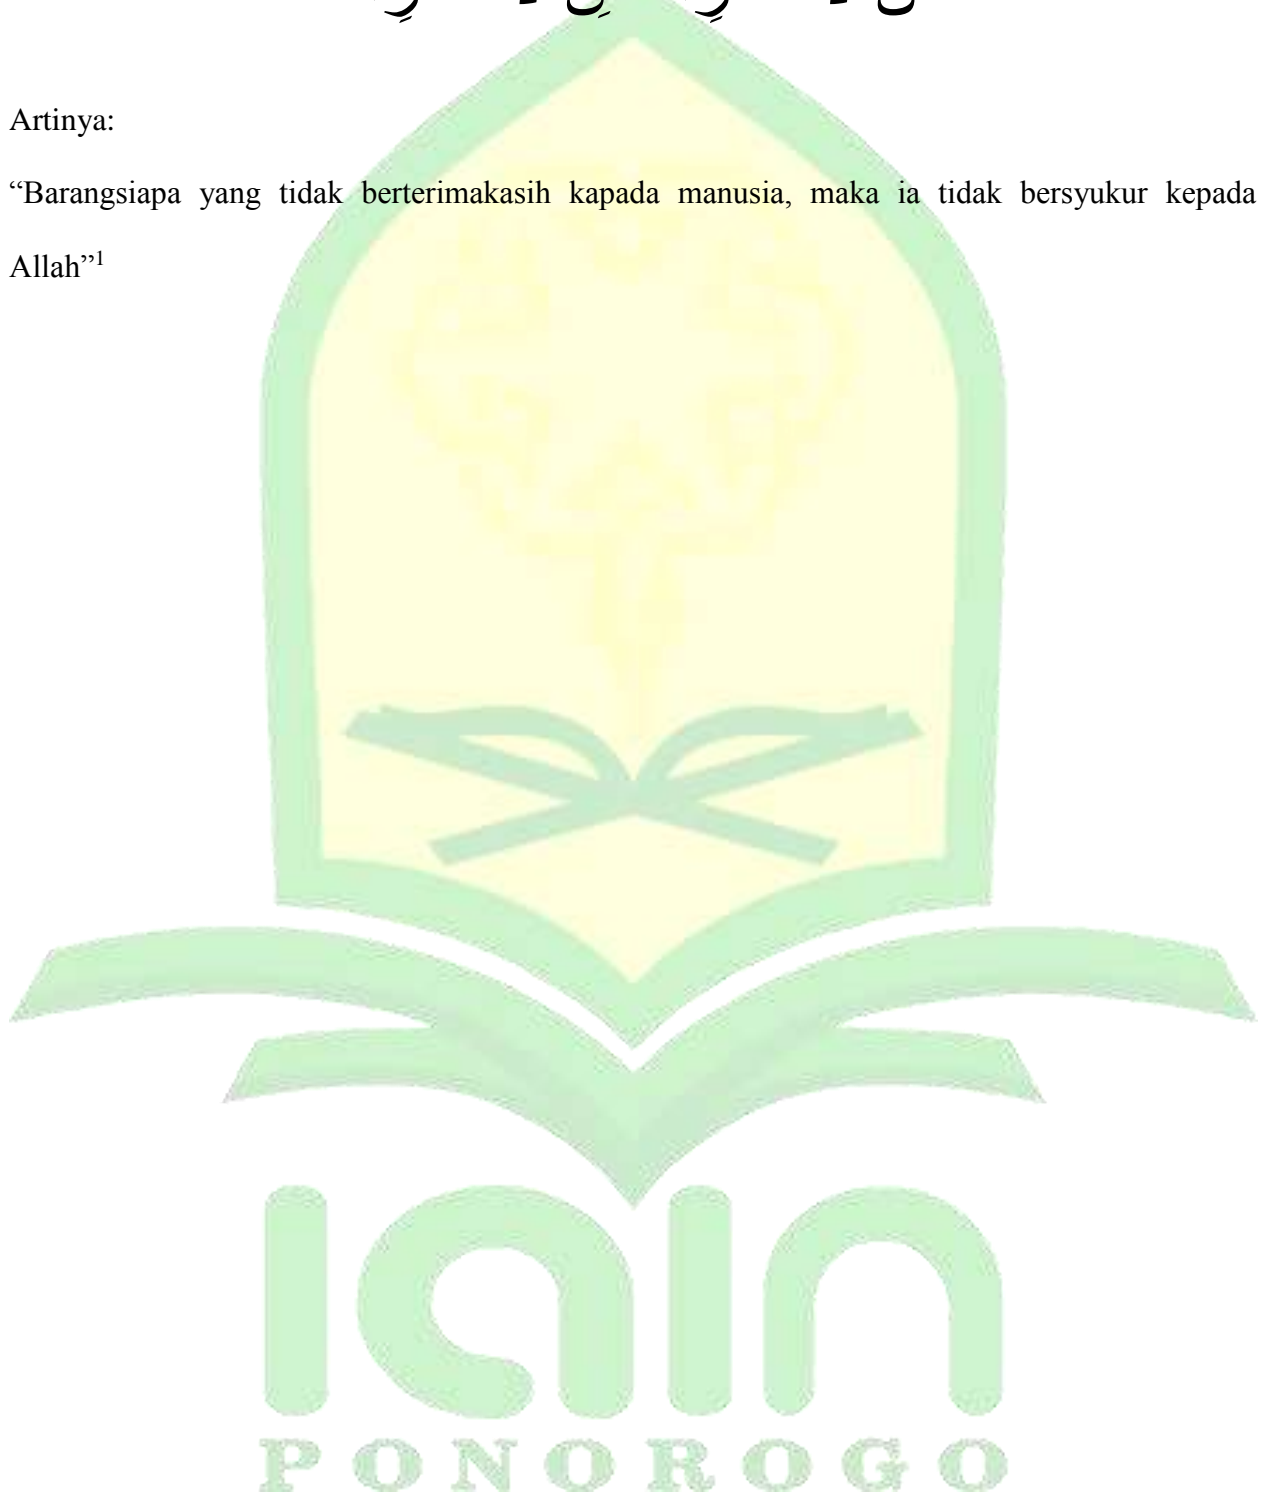 Artinya:
“Barangsiapa yang tidak berterimakasih kapada manusia, maka ia tidak bersyukur kepada
Allah”1
IAIN
PONOROGO